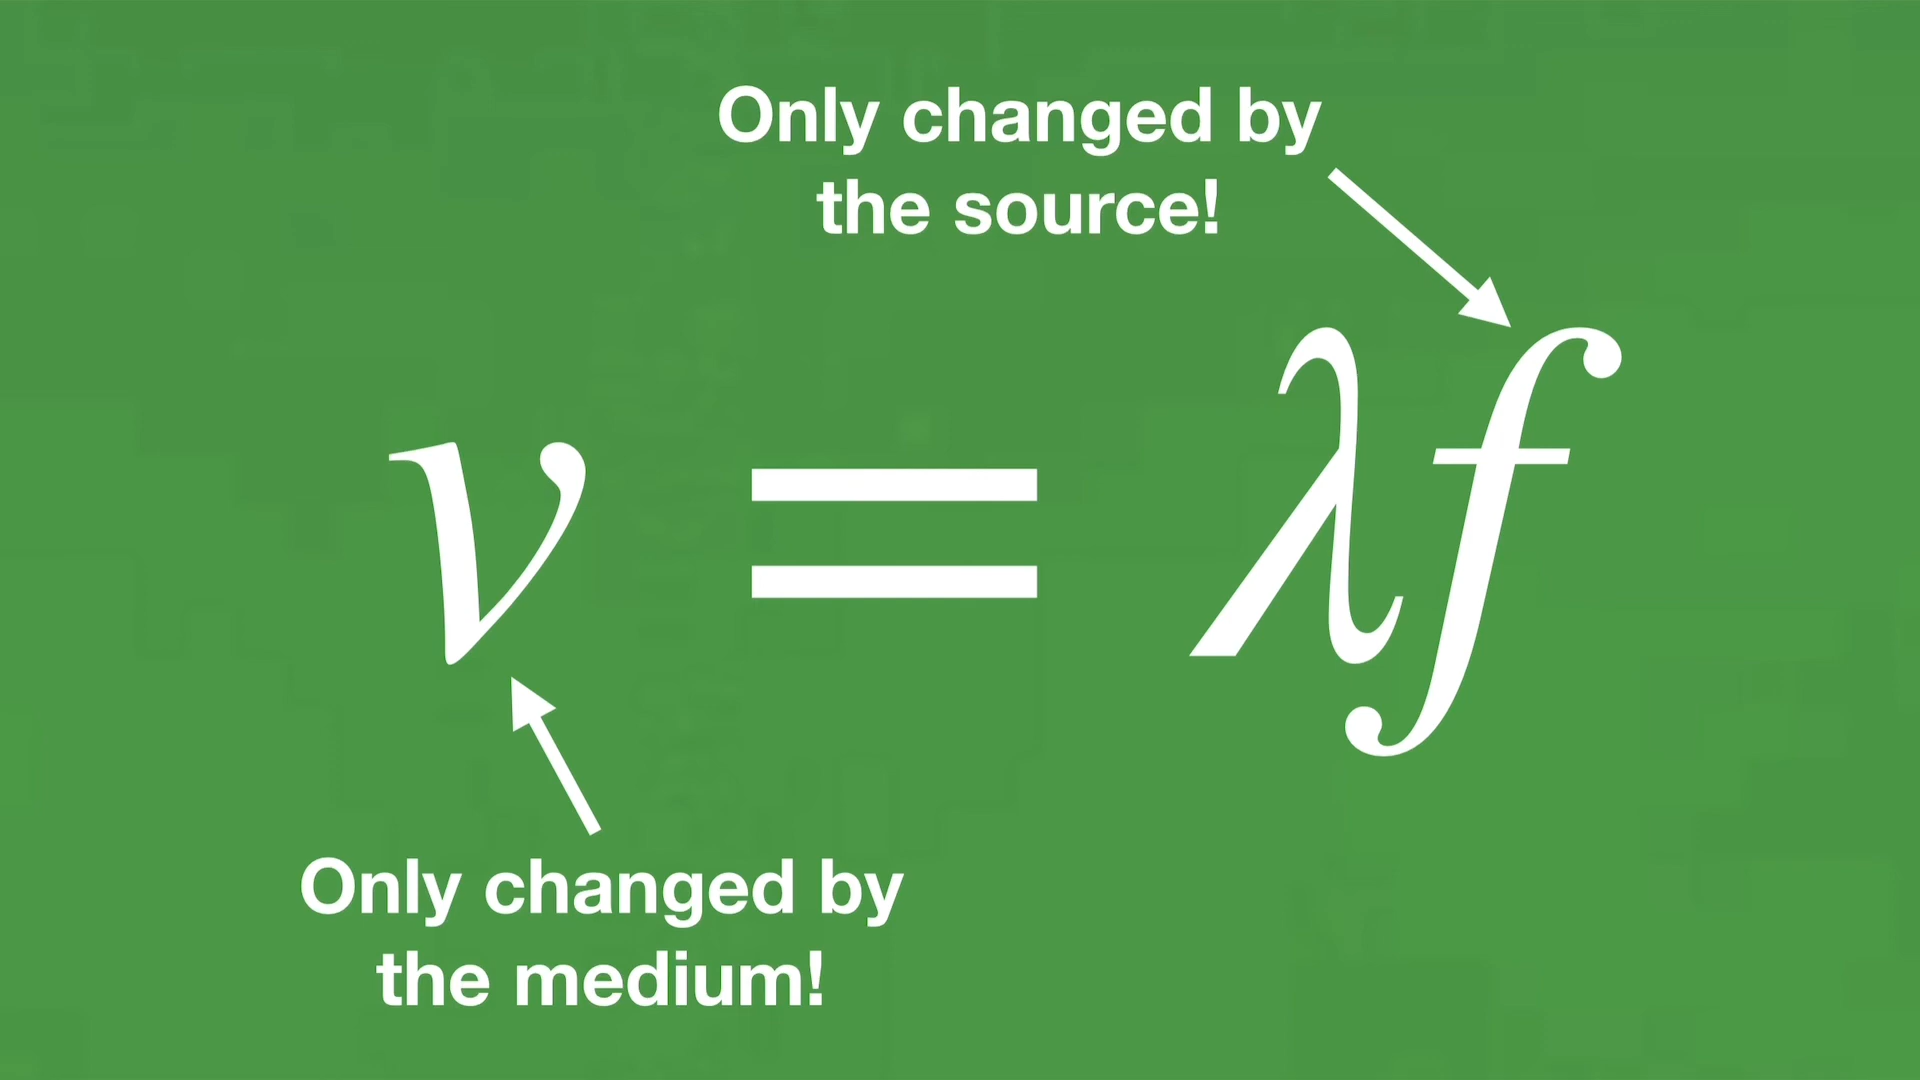 Only changed by
the source!
v = λf
Only changed by
the medium!